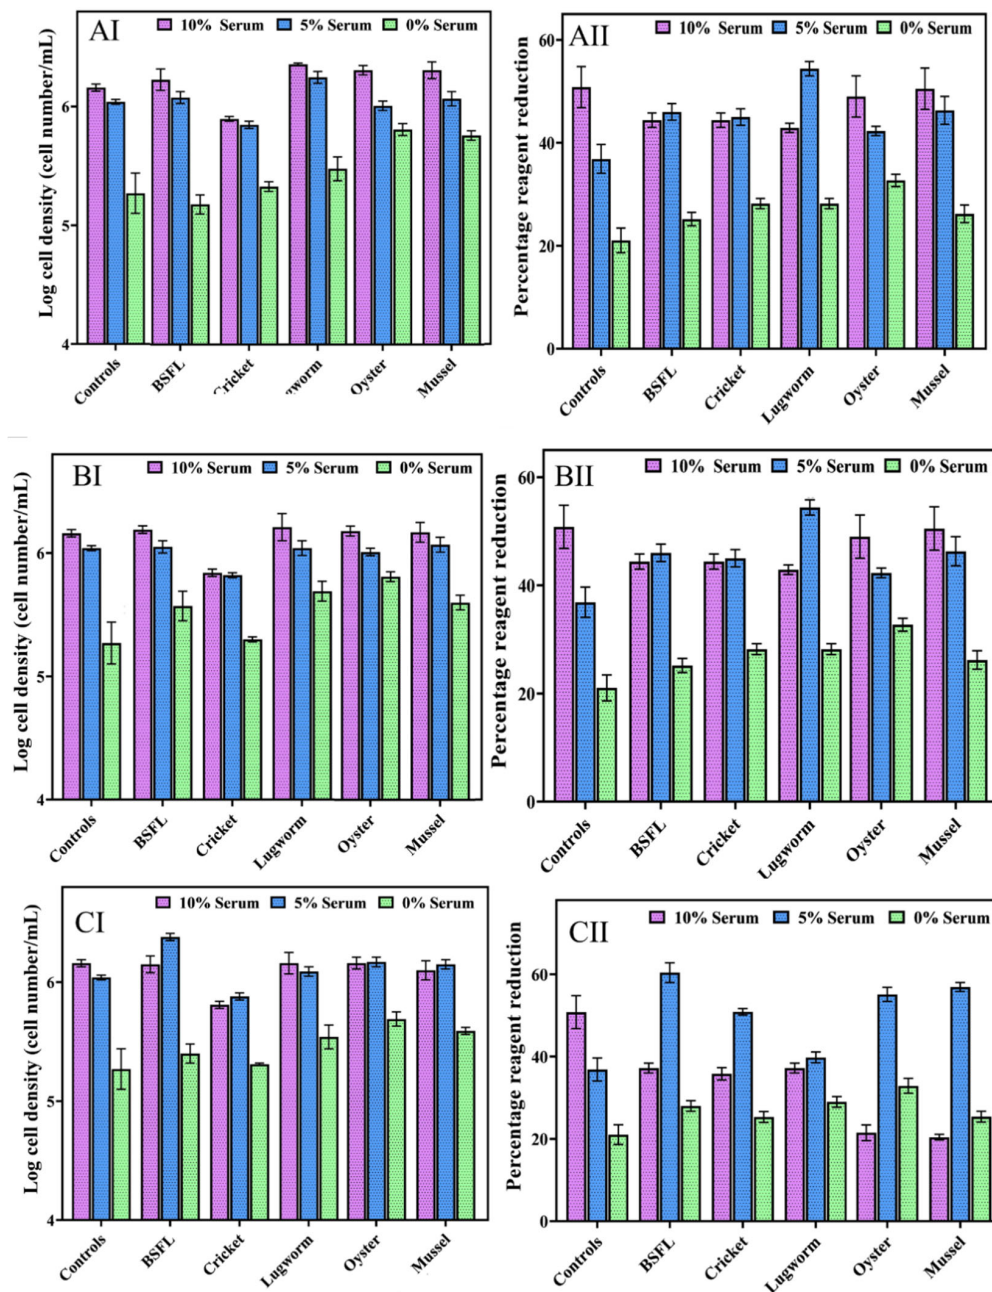 AI
10% Serum 5% Serum 0% Serum
Log cell density (cell number/mL)
6
5
4
Controls
BSFL
Cricket
gworm
Oyster
Mussel
AII
10% Serum 5% Serum 0% Serum
Percentage reagent reduction
60
40
20
0
Controls
BSFL
Cricket
Lugworm
Oyster
Mussel
BI
10% Serum 5% Serum 0% Serum
Log cell density (cell number/mL)
6
5
4
Controls
BSFL
Cricket
Lugworm
Oyster
Mussel
BII
10% Serum 5% Serum 0% Serum
Percentage reagent reduction
60
40
20
0
Controls
BSFL
Cricket
Lugworm
Oyster
Mussel
CI
10% Serum 5% Serum 0% Serum
Log cell density (cell number/mL)
6
5
4
Controls
BSFL
Cricket
Lugworm
Oyster
Mussel
CII
10% Serum 5% Serum 0% Serum
Percentage reagent reduction
60
40
20
0
Controls
BSFL
Cricket
Lugworm
Oyster
Mussel